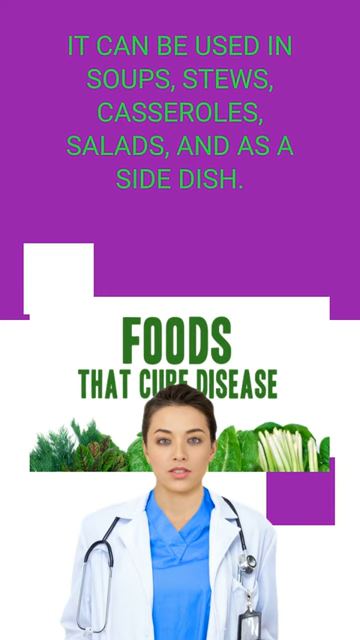 IT CAN BE USED IN
SOUPS, STEWS,
CASSEROLES,
SALADS, AND AS A
SIDE DISH.
FOODS
THAT CURE DISEASE